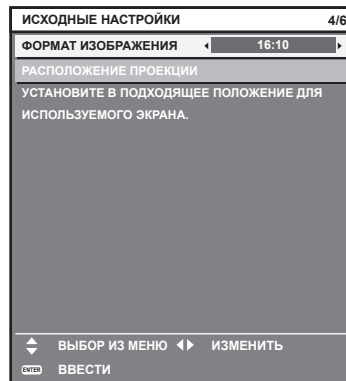 ИСХОДНЫЕ НАСТРОЙКИ 4/6
ФОРМАТ ИЗОБРАЖЕНИЯ 16:10
РАСПОЛОЖЕНИЕ ПРОЕКЦИИ
УСТАНОВИТЕ В ПОДХОДЯЩЕЕ ПОЛОЖЕНИЕ ДЛЯ
ИСПОЛЬЗУЕМОГО ЭКРАНА.
ВЫБОР ИЗ МЕНЮ ИЗМЕНИТЬ
ENTER ВВЕСТИ